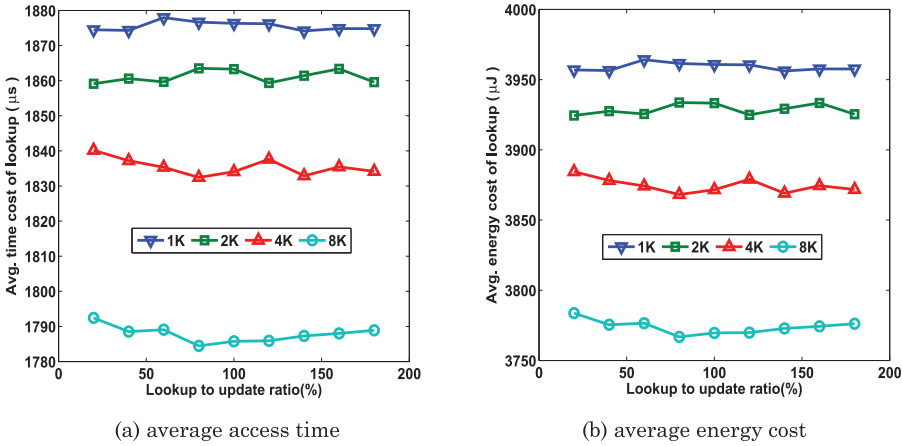 1880
1870
1860
1850
1840
1830
1820
1810
1800
1790
1780
Avg. time cost of lookup ( μs )
1K 2K 4K 8K
0 50 100 150 200
Lookup to update ratio(%)
(a) average access time
4000
3950
3900
3850
3800
3750
Avg. energy cost of lookup ( μJ )
1K 2K 4K 8K
0 50 100 150 200
Lookup to update ratio(%)
(b) average energy cost